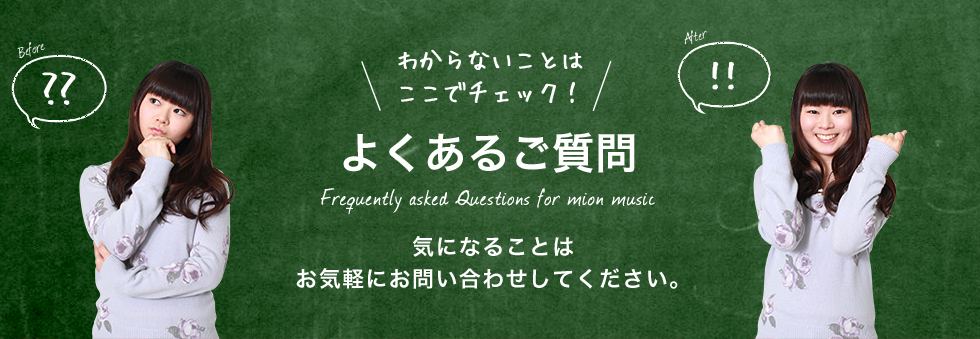 Before
??
わからないことは
ここでチェック！
よくあるご質問
Frequently asked Questions for mion music
気になることは
お気軽にお問い合わせしてください。
After
!!